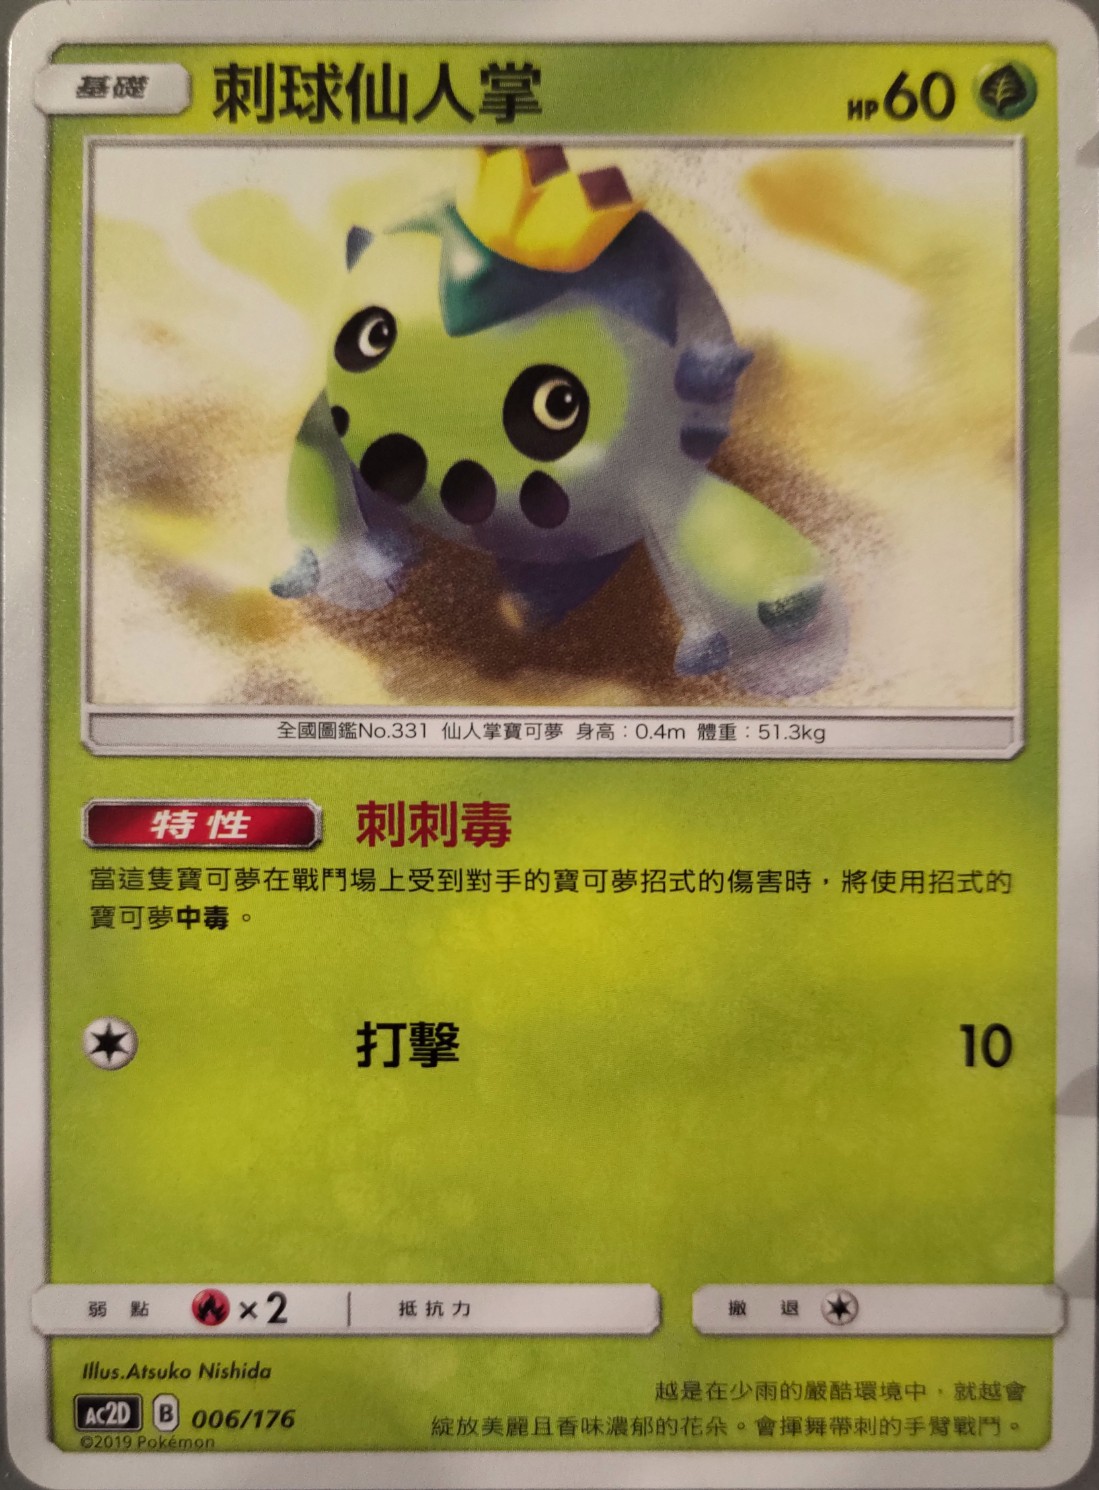 基礎
刺球仙人掌
HP60
全國圖鑑No.331 仙人掌寶可夢 身高：0.4m 體重：51.3kg
特性 刺刺毒
當這隻寶可夢在戰鬥場上受到對手的寶可夢招式的傷害時，將使用招式的
寶可夢中毒。
打擊 10
弱點 ×2 抵抗力 撤退
Illus.Atsuko Nishida
越是在少雨的嚴酷環境中，就越會
綻放美麗且香味濃郁的花朵。會揮舞帶刺的手臂戰鬥。
AC2D B 006/176
©2019 Pokémon